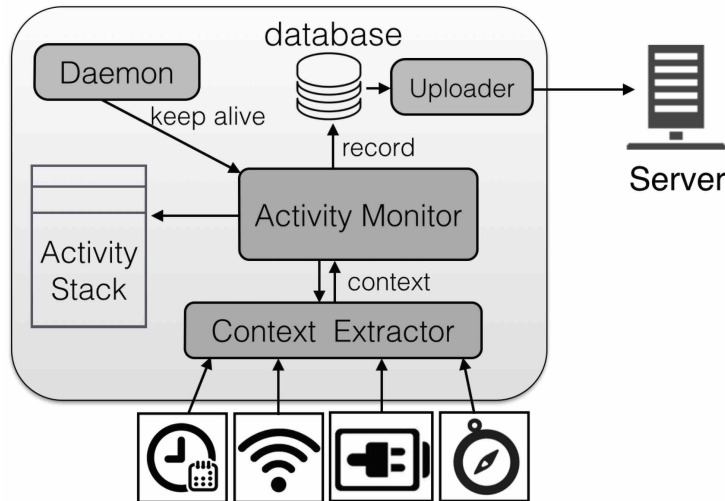 database
Daemon
Uploader
keep alive
record
Server
Activity Monitor
Activity
Stack
context
Context Extractor